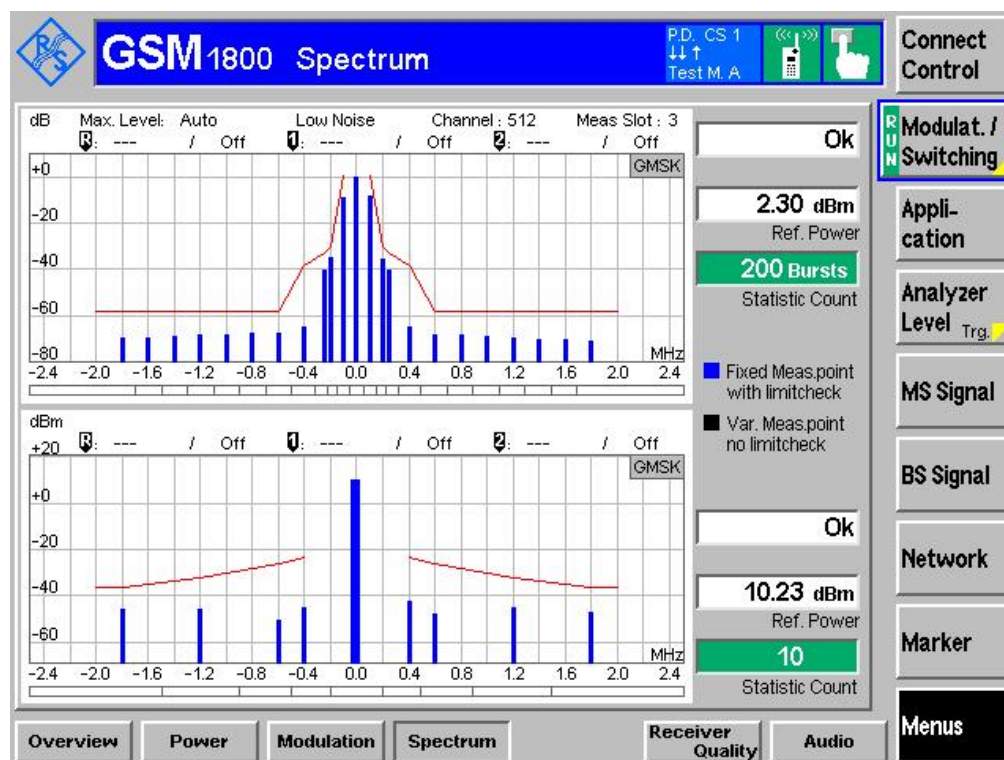 R&S
GSM 1800 Spectrum
P.D. CS 1
↓↓ ↑
Test M. A
Connect Control
dB Max. Level: Auto Low Noise Channel : 512 Meas Slot : 3
R: --- / Off 1: --- / Off 2: --- / Off
GMSK
+0
-20
-40
-60
-80
MHz
-2.4 -2.0 -1.6 -1.2 -0.8 -0.4 0.0 0.4 0.8 1.2 1.6 2.0 2.4
Ok
2.30 dBm
Ref. Power
200 Bursts
Statistic Count
Fixed Meas.point
with limitcheck
Var. Meas.point
no limitcheck
dBm
R: --- / Off 1: --- / Off 2: --- / Off
GMSK
+20
+0
-20
-40
-60
MHz
-2.4 -2.0 -1.6 -1.2 -0.8 -0.4 0.0 0.4 0.8 1.2 1.6 2.0 2.4
Ok
10.23 dBm
Ref. Power
10
Statistic Count
RUN
Modulat. /
Switching
Appli-
cation
Analyzer
Level Trg.
MS Signal
BS Signal
Network
Marker
Menus
Overview Power Modulation Spectrum Receiver
Quality Audio